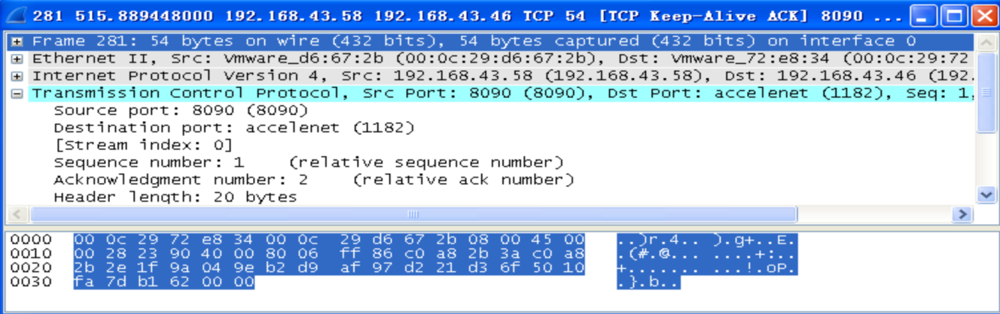 281 515.889448000 192.168.43.58 192.168.43.46 TCP 54 [TCP Keep-Alive ACK] 8090 ...
Frame 281: 54 bytes on wire (432 bits), 54 bytes captured (432 bits) on interface 0
Ethernet II, Src: Vmware_d6:67:2b (00:0c:29:d6:67:2b), Dst: Vmware_72:e8:34 (00:0c:29:72
Internet Protocol Version 4, Src: 192.168.43.58 (192.168.43.58), Dst: 192.168.43.46 (192.
Transmission Control Protocol, Src Port: 8090 (8090), Dst Port: accelenet (1182), Seq: 1,
Source port: 8090 (8090)
Destination port: accelenet (1182)
[Stream index: 0]
Sequence number: 1 (relative sequence number)
Acknowledgment number: 2 (relative ack number)
Header length: 20 bytes
0000 00 0c 29 72 e8 34 00 0c 29 d6 67 2b 08 00 45 00 ..)r.4.. ).g+..E.
0010 00 28 23 90 40 00 80 06 ff 86 c0 a8 2b 3a c0 a8 .(#.@... ....+:..
0020 2b 2e 1f 9a 04 9e b2 d9 af 97 d2 21 d3 6f 50 10 +....... ...!.oP.
0030 fa 7d b1 62 00 00 .}.b..